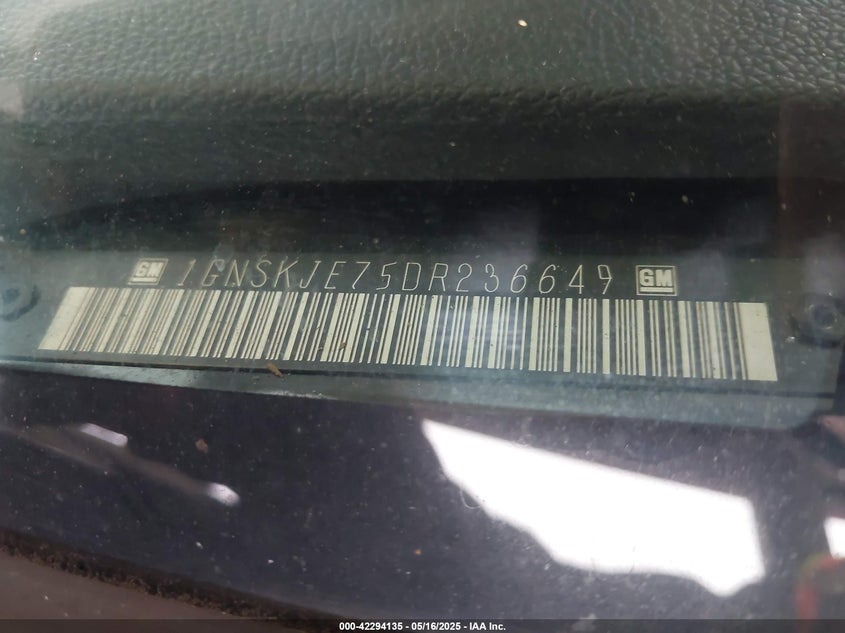 GM 1GNSKJE75DR236649 GM
000-42294135 - 05/16/2025 - IAA Inc.